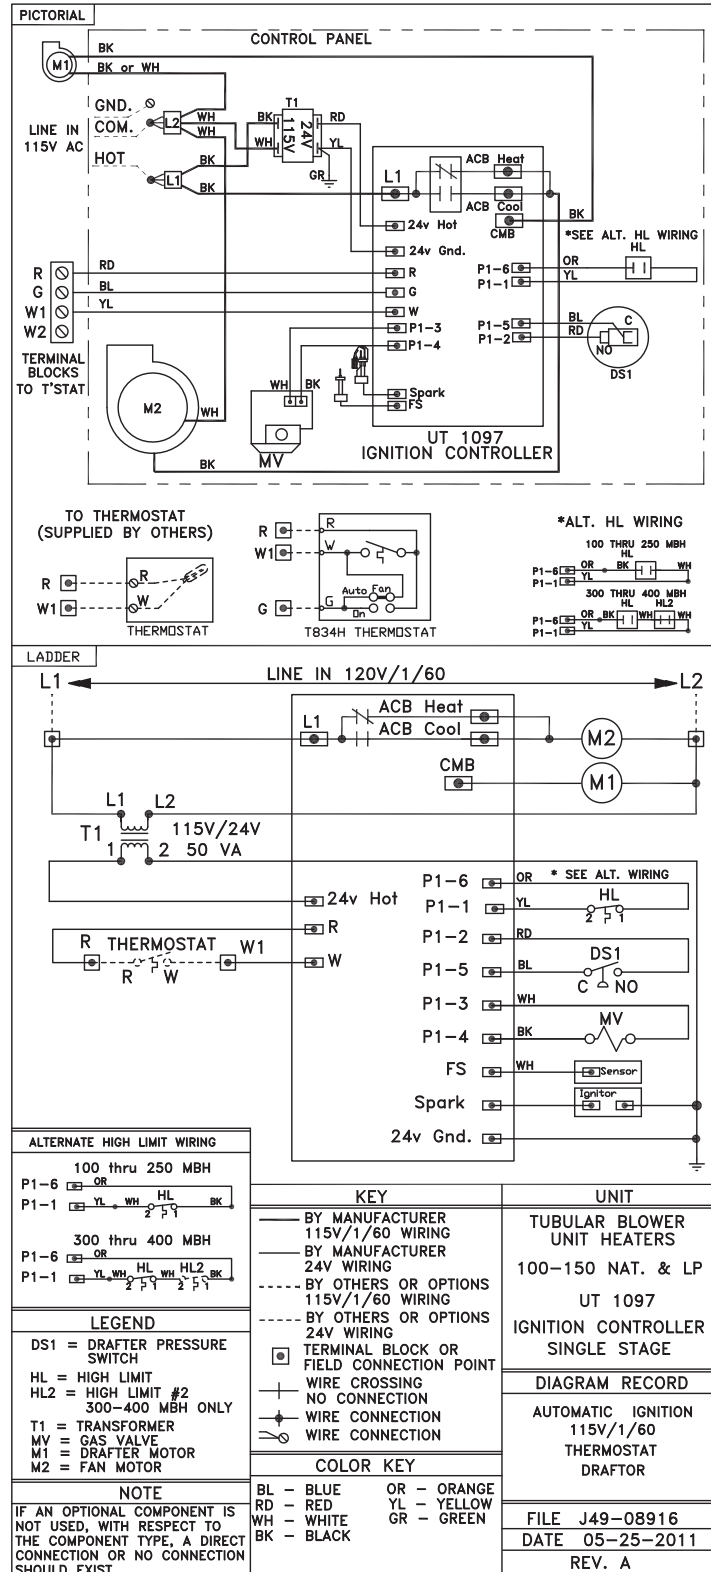 PICTORIAL
CONTROL PANEL
M1
BK
BK or WH
GND.
COM.
HOT
LINE IN
115V AC
L2
WH
WH
WH
L1
BK
BK
T1
BK
WH
115V
24V
RD
YL
GR
L1
ACB Heat
ACB Cool
CMB
BK
24v Hot
24v Gnd.
R
G
W
P1-3
P1-4
Spark
FS
P1-6
P1-1
P1-5
P1-2
*SEE ALT. HL WIRING
HL
OR
YL
BL
RD
C
NO
DS1
R
G
W1
W2
RD
BL
YL
TERMINAL
BLOCKS
TO T'STAT
M2
WH
BK
WH
BK
MV
UT 1097
IGNITION CONTROLLER
TO THERMOSTAT
(SUPPLIED BY OTHERS)
R
W1
R
W
THERMOSTAT
R
W1
G
R
W
G
Auto
Fan
On
T834H THERMOSTAT
*ALT. HL WIRING
100 THRU 250 MBH
HL
P1-6
OR
BK
WH
P1-1
YL
300 THRU 400 MBH
HL
HL2
P1-6
OR
BK
WH
WH
P1-1
YL
LADDER
L1
LINE IN 120V/1/60
L2
L1
ACB Heat
ACB Cool
M2
CMB
M1
L1
L2
T1
115V/24V
50 VA
1
2
24v Hot
R
W
R
THERMOSTAT
W1
R
W
P1-6
OR
* SEE ALT. WIRING
P1-1
YL
HL
2
1
P1-2
RD
P1-5
BL
DS1
C
NO
P1-3
WH
P1-4
BK
MV
FS
WH
Sensor
Spark
Ignitor
24v Gnd.
ALTERNATE HIGH LIMIT WIRING
100 thru 250 MBH
P1-6
OR
P1-1
YL
WH
HL
2
1
BK
300 thru 400 MBH
P1-6
OR
P1-1
YL
WH
HL
2
1
WH
HL2
2
1
BK
LEGEND
DS1 = DRAFTER PRESSURE
SWITCH
HL = HIGH LIMIT
HL2 = HIGH LIMIT #2
300-400 MBH ONLY
T1 = TRANSFORMER
MV = GAS VALVE
M1 = DRAFTER MOTOR
M2 = FAN MOTOR
NOTE
IF AN OPTIONAL COMPONENT IS
NOT USED, WITH RESPECT TO
THE COMPONENT TYPE, A DIRECT
CONNECTION OR NO CONNECTION
SHOULD EXIST
KEY
BY MANUFACTURER
115V/1/60 WIRING
BY MANUFACTURER
24V WIRING
BY OTHERS OR OPTIONS
115V/1/60 WIRING
BY OTHERS OR OPTIONS
24V WIRING
TERMINAL BLOCK OR
FIELD CONNECTION POINT
WIRE CROSSING
NO CONNECTION
WIRE CONNECTION
WIRE CONNECTION
COLOR KEY
BL - BLUE
RD - RED
WH - WHITE
BK - BLACK
OR - ORANGE
YL - YELLOW
GR - GREEN
UNIT
TUBULAR BLOWER
UNIT HEATERS
100-150 NAT. & LP
UT 1097
IGNITION CONTROLLER
SINGLE STAGE
DIAGRAM RECORD
AUTOMATIC IGNITION
115V/1/60
THERMOSTAT
DRAFTOR
FILE J49-08916
DATE 05-25-2011
REV. A